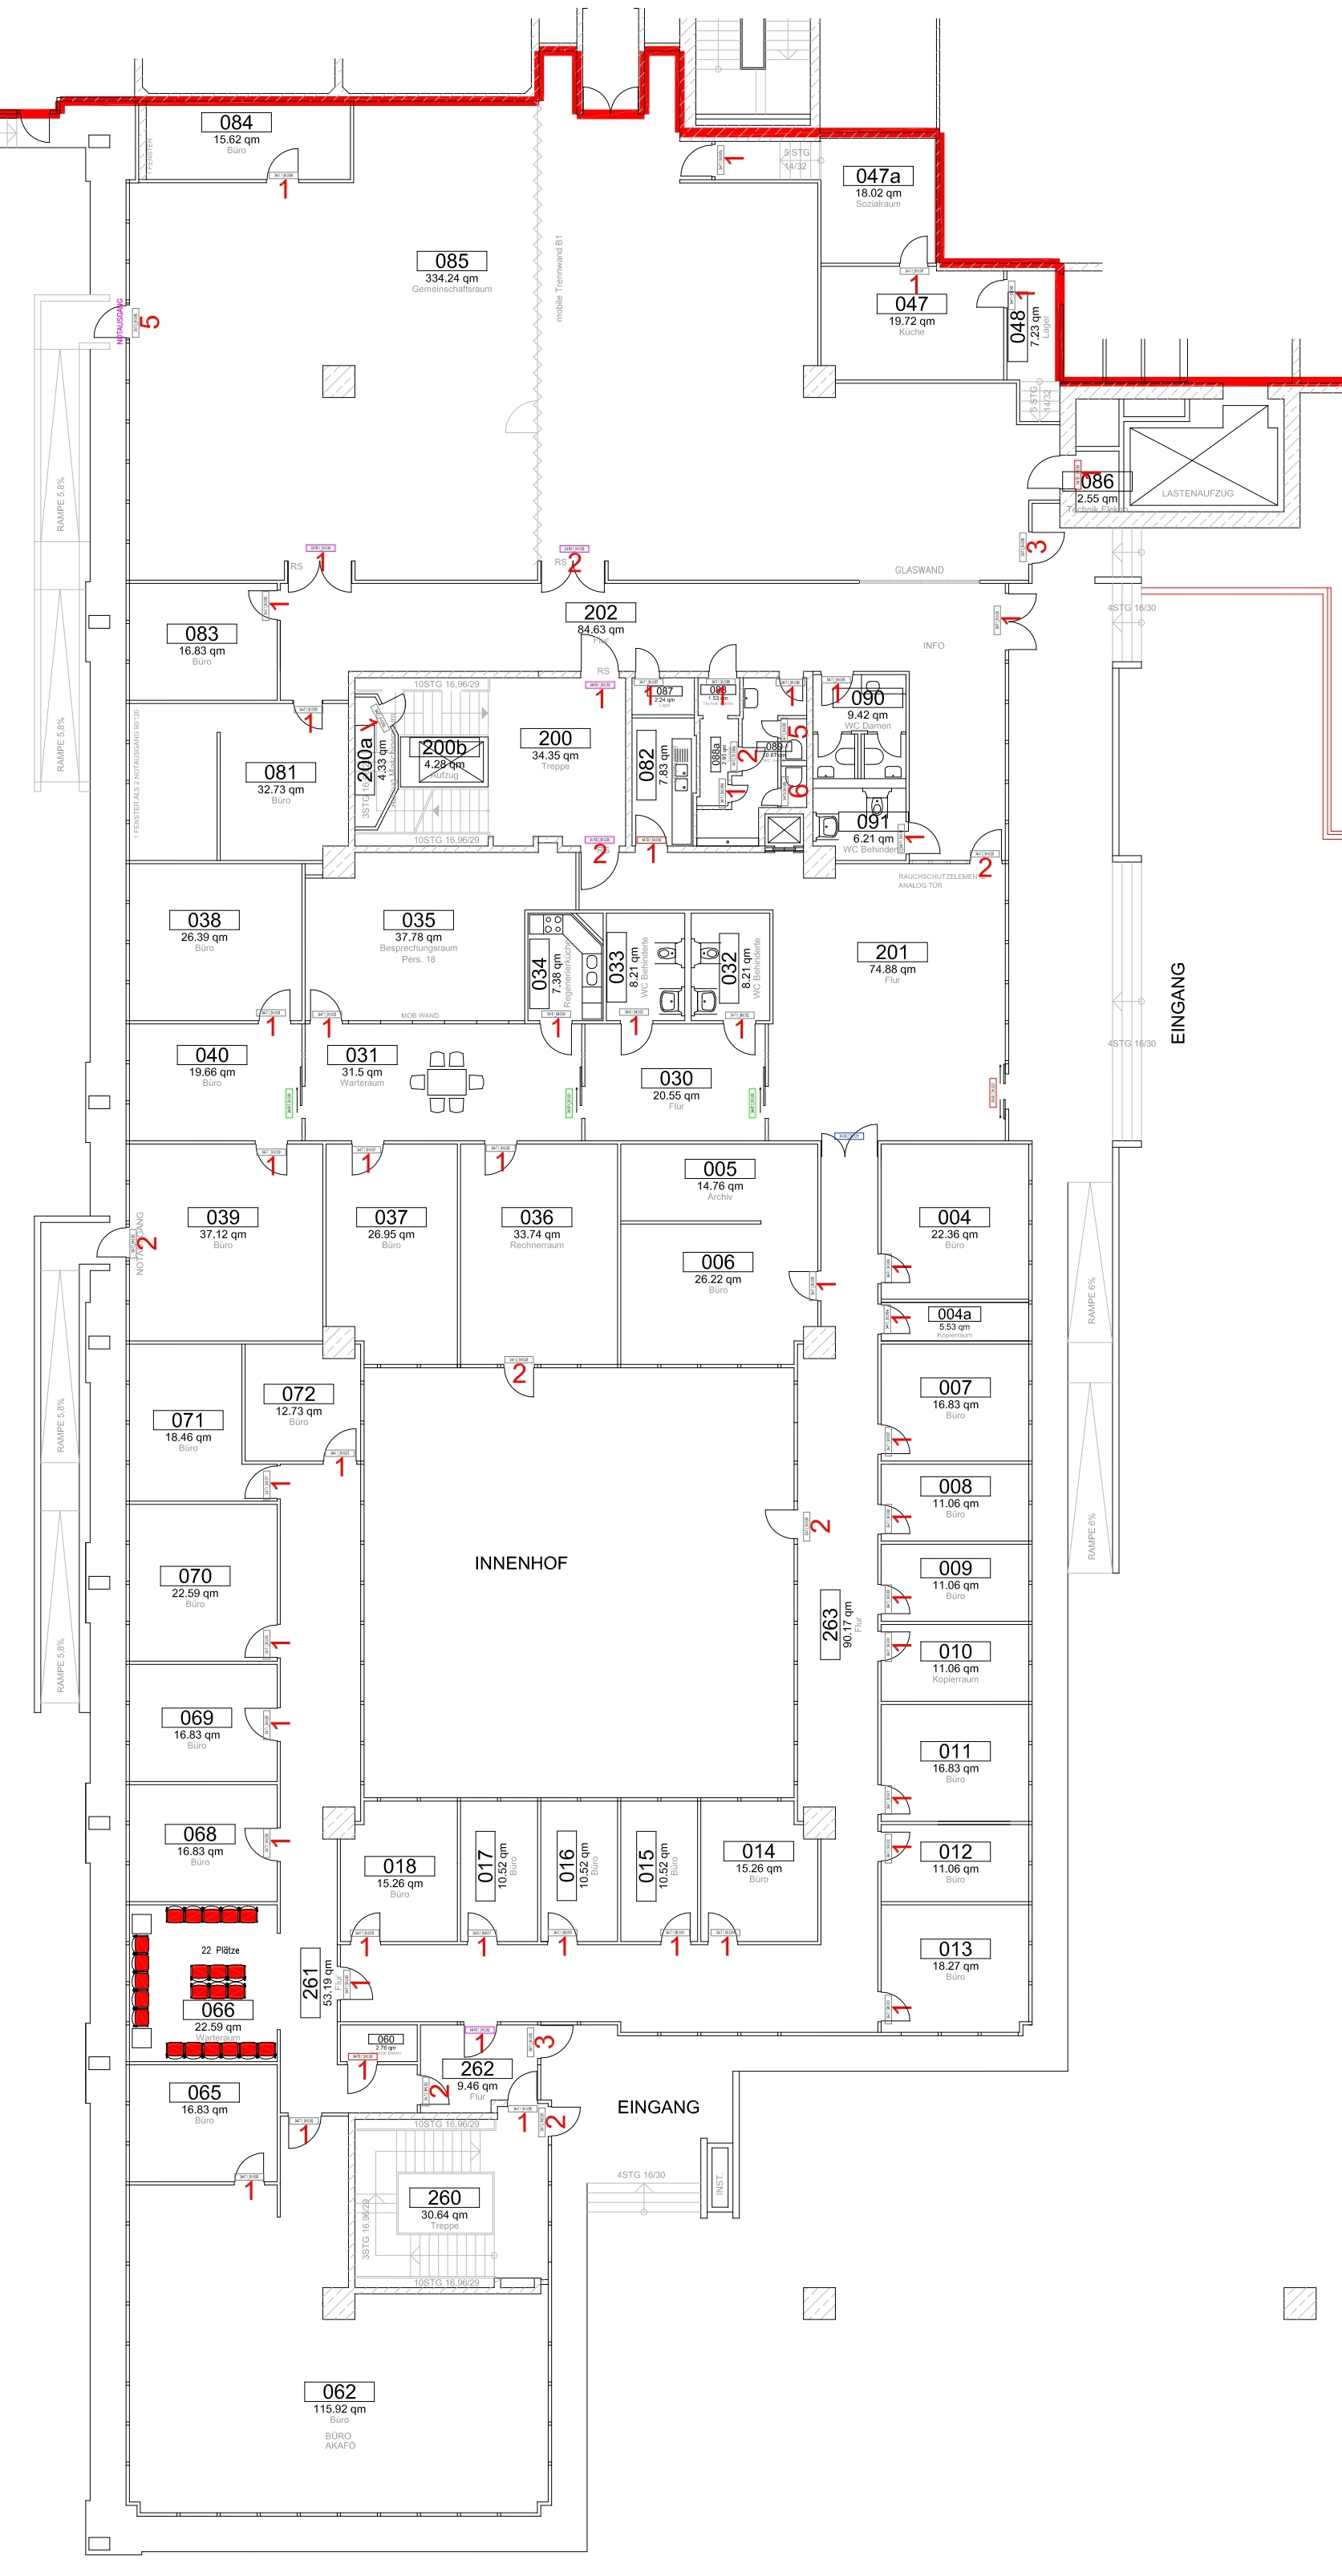 084
15.62 qm
Büro
1 FENSTER
1
1
5 STG
14/32
047a
18.02 qm
Sozialraum
085
334.24 qm
Gemeinschaftsraum
mobile Trennwand B1
1
047
19.72 qm
Küche
1
048
7.23 qm
Lager
NOTAUSGANG
5
5 STG
14/32
RAMPE 5,8%
1
086
2.55 qm
Technik Elektro
LASTENAUFZUG
RS
1
RS
2
3
GLASWAND
083
16.83 qm
Büro
1
202
84.63 qm
Flur
INFO
1
4STG 16/30
RAMPE 5,8%
1 FENSTER ALS 2 NOTAUSGANG 90*120
1
081
32.73 qm
Büro
10STG 16,96/29
200a
4.33 qm
1
3STG 16
200b
4.28 qm
Aufzug
10STG 16,96/29
200
34.35 qm
Treppe
RS
1
2
1
087
2.24 qm
Lager
1
082
7.83 qm
1
088a
2
1
1
5
6
1
090
9.42 qm
WC Damen
091
6.21 qm
WC Behinderte
1
2
RAUCHSCHUTZELEMENT
ANALOG TÜR
038
26.39 qm
Büro
1
035
37.78 qm
Besprechungsraum
Pers. 18
1
MOB.WAND
034
7.38 qm
Regenerierküche
1
033
8.21 qm
WC Behinderte
1
032
8.21 qm
WC Behinderte
1
201
74.88 qm
Flur
EINGANG
4STG 16/30
040
19.66 qm
Büro
031
31.5 qm
Warteraum
030
20.55 qm
Flur
1
039
37.12 qm
Büro
NOTAUSGANG
2
1
037
26.95 qm
Büro
1
036
33.74 qm
Rechnerraum
2
005
14.76 qm
Archiv
006
26.22 qm
Büro
1
004
22.36 qm
Büro
1
004a
5.53 qm
Kopierraum
1
RAMPE 6%
007
16.83 qm
Büro
1
071
18.46 qm
Büro
1
072
12.73 qm
Büro
1
RAMPE 5,8%
008
11.06 qm
Büro
1
RAMPE 6%
INNENHOF
2
070
22.59 qm
Büro
1
009
11.06 qm
Büro
1
263
90.17 qm
Flur
010
11.06 qm
Kopierraum
1
RAMPE 5,8%
069
16.83 qm
Büro
1
011
16.83 qm
Büro
1
068
16.83 qm
Büro
1
018
15.26 qm
Büro
1
017
10.52 qm
Büro
1
016
10.52 qm
Büro
1
015
10.52 qm
Büro
1
014
15.26 qm
Büro
1
012
11.06 qm
Büro
1
22 Plätze
066
22.59 qm
Warteraum
261
53.19 qm
Flur
1
013
18.27 qm
Büro
1
060
2.76 qm
1
1
262
9.46 qm
Flur
2
3
1
2
EINGANG
065
16.83 qm
Büro
1
1
10STG 16,96/29
3STG 16,96/29
260
30.64 qm
Treppe
10STG 16,96/29
4STG 16/30
INST.
062
115.92 qm
Büro
BÜRO
AKAFÖ